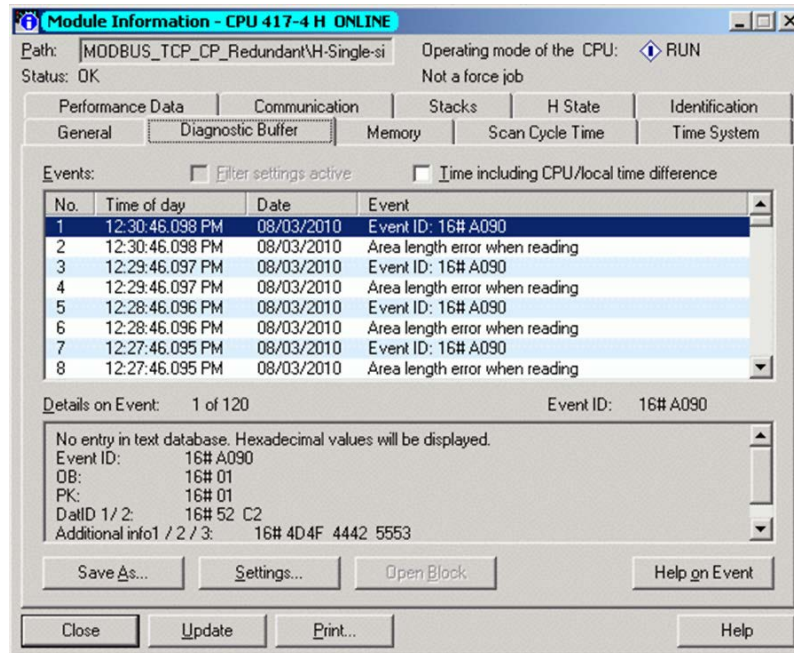 Module Information - CPU 417-4 H ONLINE
Path: MODBUS_TCP_CP_Redundant\H-Single-si Operating mode of the CPU: RUN
Status: OK Not a force job
Performance Data Communication Stacks H State Identification
General Diagnostic Buffer Memory Scan Cycle Time Time System
Events: Filter settings active Time including CPU/local time difference
No. Time of day Date Event
1 12:30:46.098 PM 08/03/2010 Event ID: 16# A090
2 12:30:46.098 PM 08/03/2010 Area length error when reading
3 12:29:46.097 PM 08/03/2010 Event ID: 16# A090
4 12:29:46.097 PM 08/03/2010 Area length error when reading
5 12:28:46.096 PM 08/03/2010 Event ID: 16# A090
6 12:28:46.096 PM 08/03/2010 Area length error when reading
7 12:27:46.095 PM 08/03/2010 Event ID: 16# A090
8 12:27:46.095 PM 08/03/2010 Area length error when reading
Details on Event: 1 of 120 Event ID: 16# A090
No entry in text database. Hexadecimal values will be displayed.
Event ID: 16# A090
OB: 16# 01
PK: 16# 01
DatID 1/ 2: 16# 52 C2
Additional info1 / 2 / 3: 16# 4D4F 4442 5553
Save As... Settings... Open Block Help on Event
Close Update Print... Help